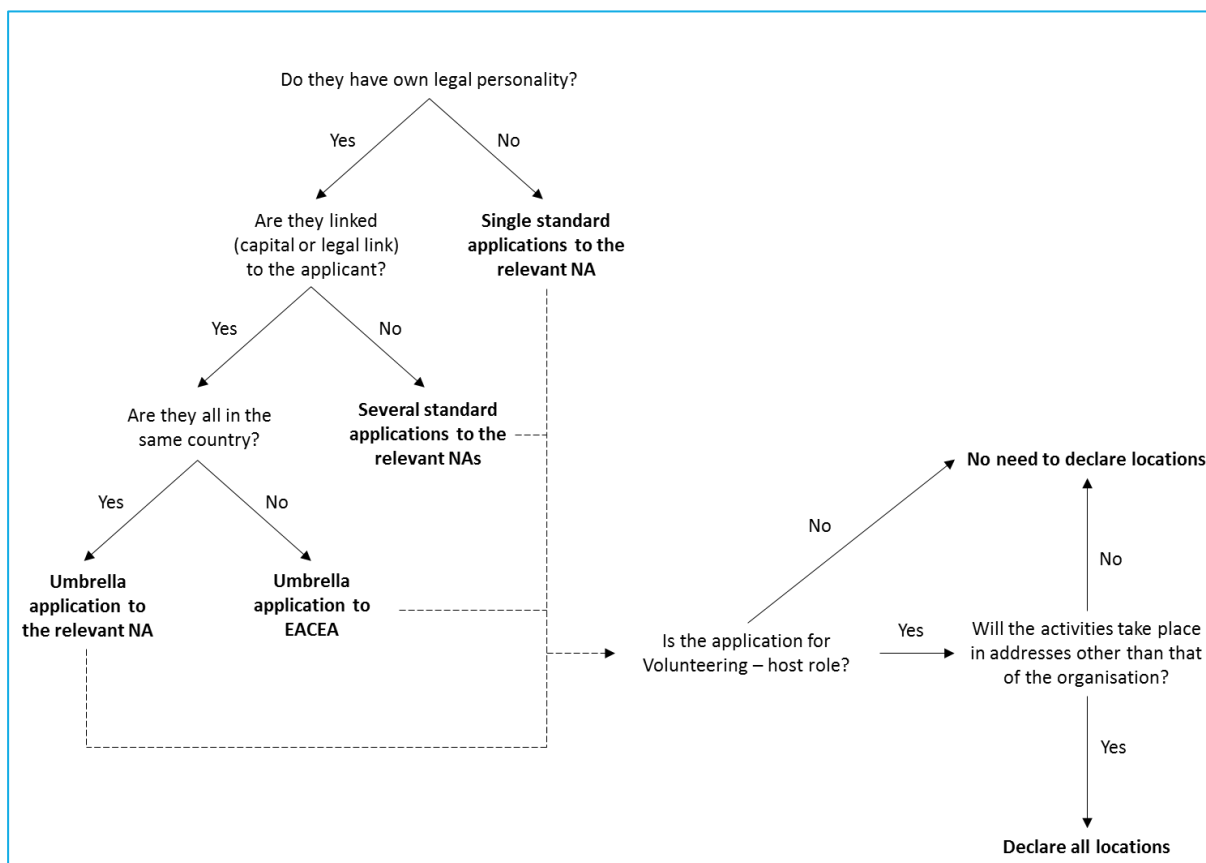 Do they have own legal personality?
Yes
No
Are they linked
(capital or legal link)
to the applicant?
Single standard
applications to the
relevant NA
Yes
No
Are they all in the
same country?
Several standard
applications to the
relevant NAs
Yes
No
Umbrella
application to
the relevant NA
Umbrella
application to
EACEA
Is the application for
Volunteering – host role?
No
Yes
No need to declare locations
No
Will the activities take place
in addresses other than that
of the organisation?
Yes
Declare all locations